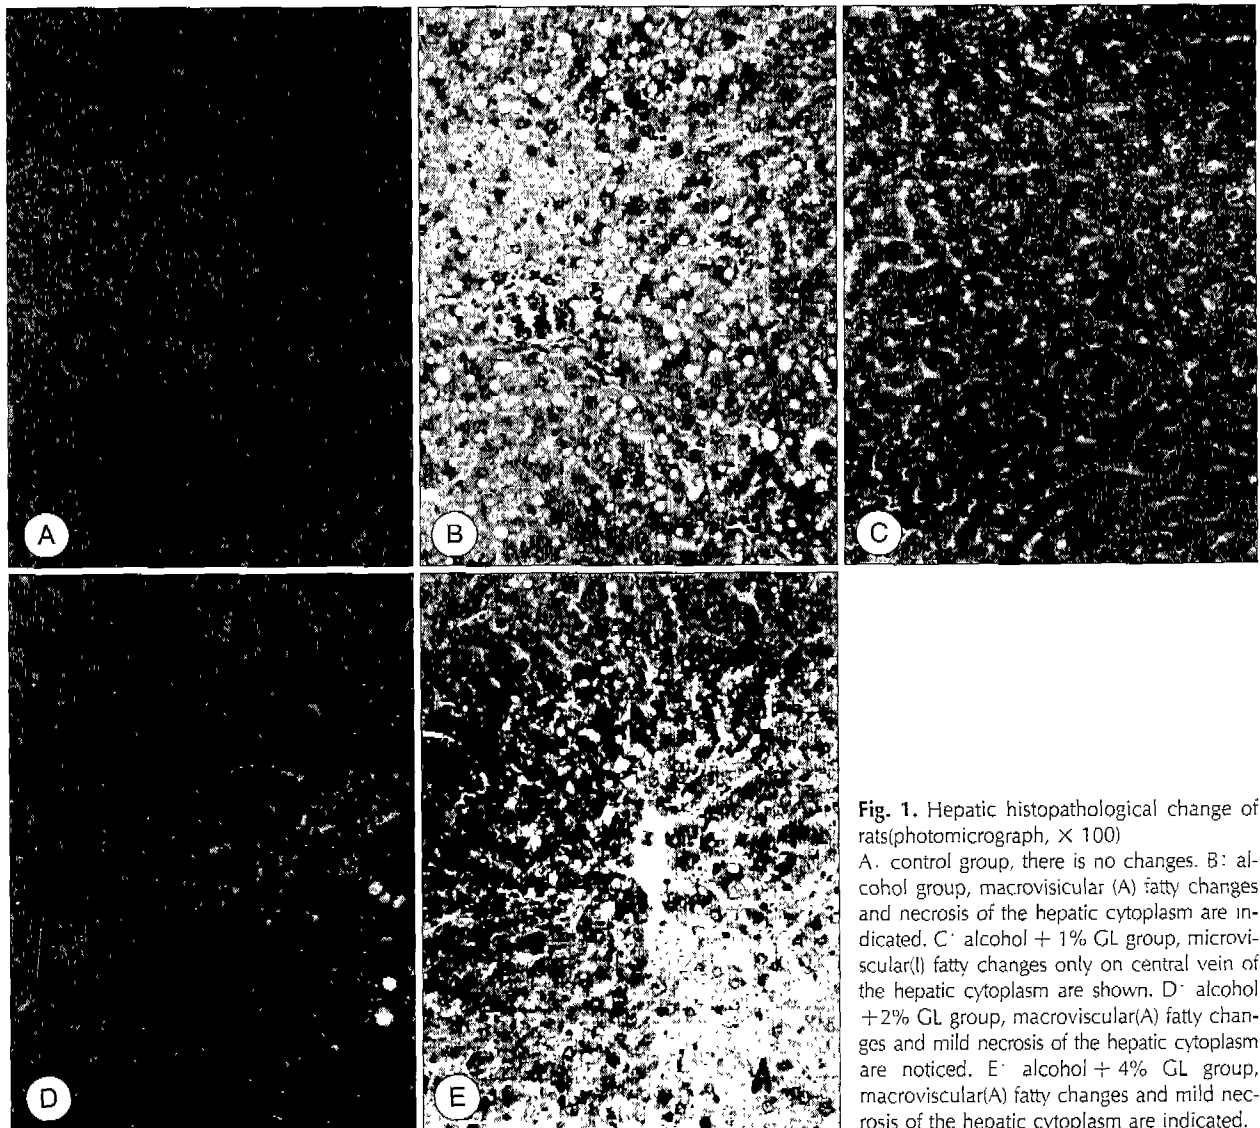 A
B
C
D
E
Fig. 1. Hepatic histopathological change of
rats(photomicrograph, × 100)
A. control group, there is no changes. B: al-
cohol group, macrovisicular (A) fatty changes
and necrosis of the hepatic cytoplasm are in-
dicated. C· alcohol + 1% GL group, microvi-
scular(I) fatty changes only on central vein of
the hepatic cytoplasm are shown. D· alcohol
+2% GL group, macroviscular(A) fatty chan-
ges and mild necrosis of the hepatic cytoplasm
are noticed. E· alcohol + 4% GL group,
macroviscular(A) fatty changes and mild nec-
rosis of the hepatic cytoplasm are indicated.